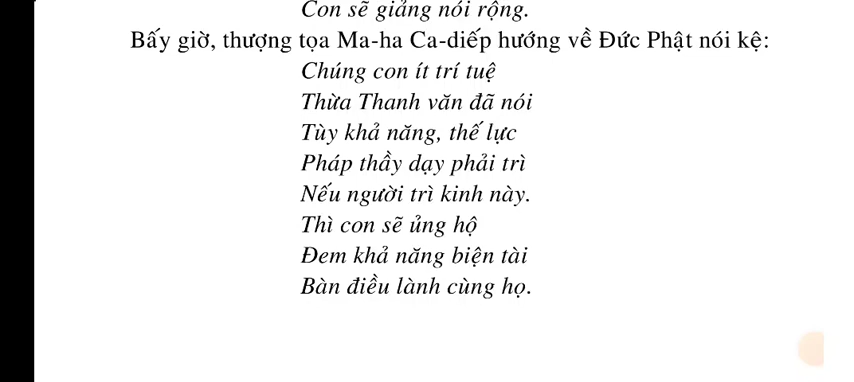 Con sẽ giảng nói rộng.
Bấy giờ, thượng tọa Ma-ha Ca-diếp hướng về Đức Phật nói kệ:
Chúng con ít trí tuệ
Thừa Thanh văn đã nói
Tùy khả năng, thế lực
Pháp thầy dạy phải trì
Nếu người trì kinh này.
Thì con sẽ ủng hộ
Đem khả năng biện tài
Bàn điều lành cùng họ.